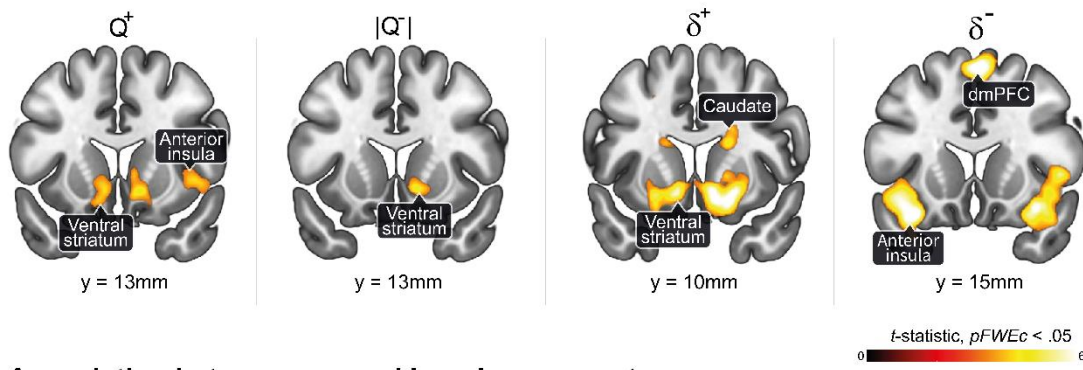 Q⁺
|Q⁻|
δ⁺
δ⁻
dmPFC
Caudate
Anterior
insula
Ventral
striatum
Ventral
striatum
Ventral
striatum
Anterior
insula
y = 13mm
y = 13mm
y = 10mm
y = 15mm
t-statistic, pFWEc < .05
0
6